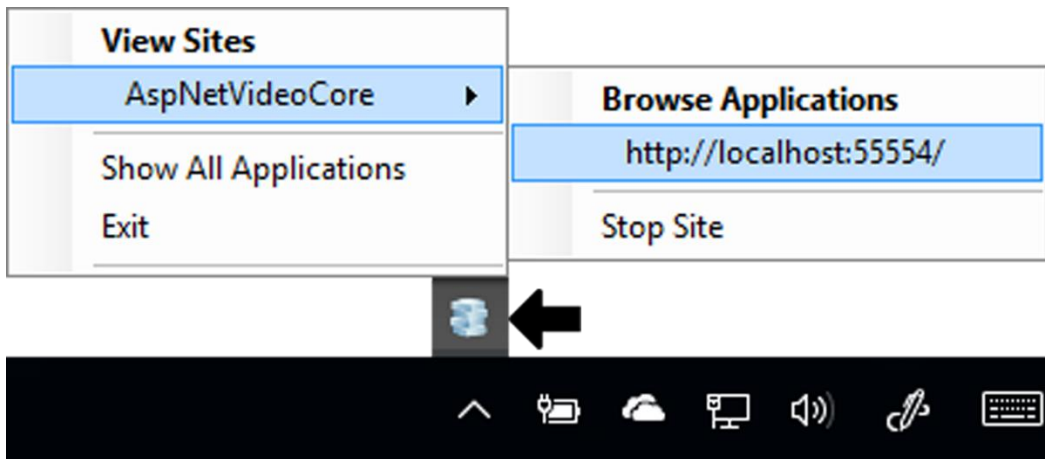 View Sites
AspNetVideoCore
Show All Applications
Exit
Browse Applications
http://localhost:55554/
Stop Site